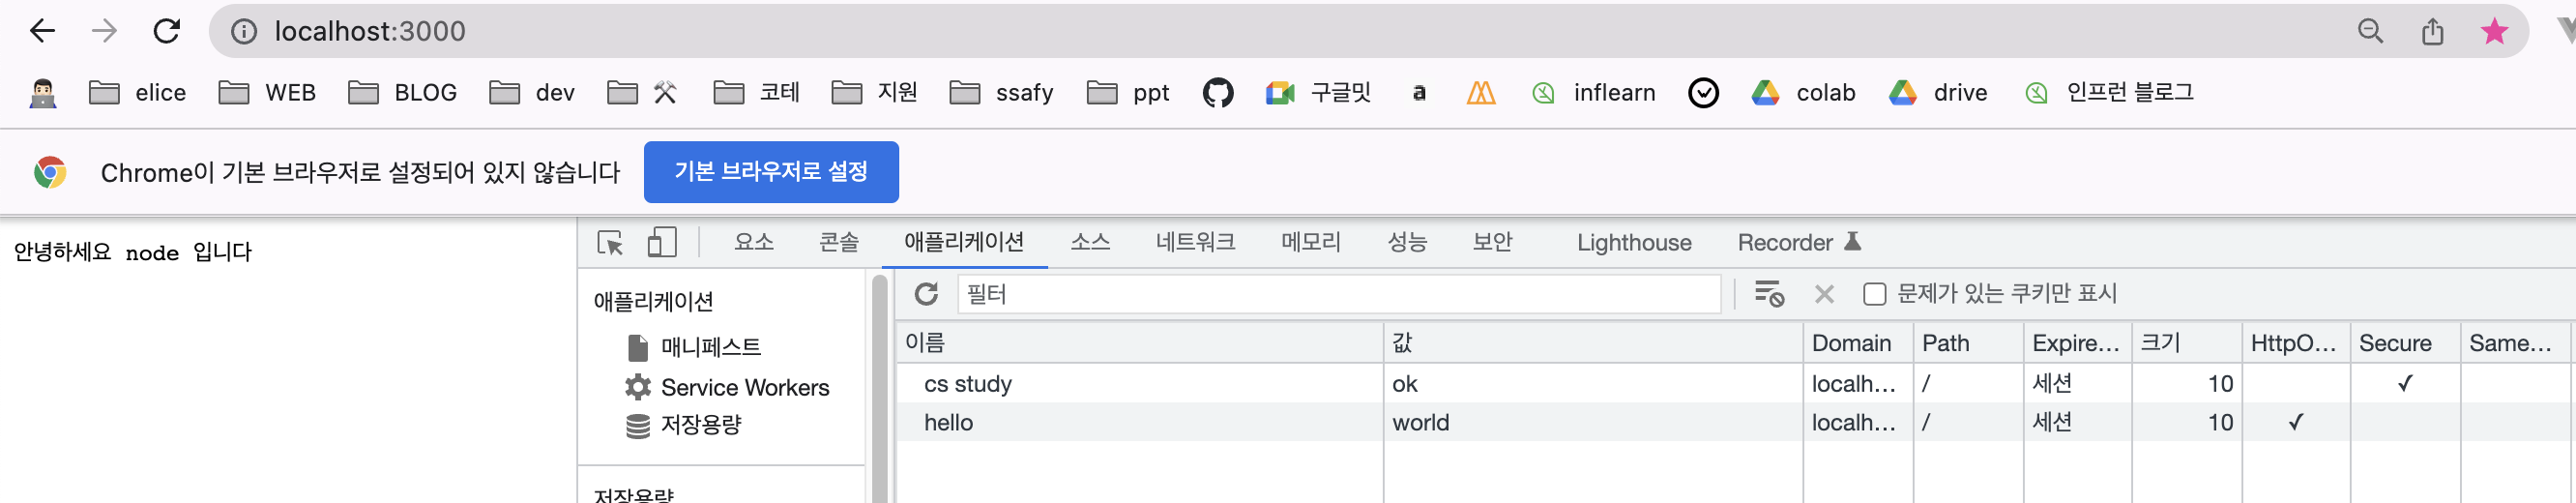 localhost:3000
elice WEB BLOG dev 코테 지원 ssafy ppt 구글밋 a inflearn colab drive 인프런 블로그
Chrome이 기본 브라우저로 설정되어 있지 않습니다 기본 브라우저로 설정
안녕하세요 node 입니다
요소 콘솔 애플리케이션 소스 네트워크 메모리 성능 보안 Lighthouse Recorder
애플리케이션
매니페스트
Service Workers
저장용량
저장용량
필터 문제가 있는 쿠키만 표시
이름 값 Domain Path Expire... 크기 HttpO... Secure Same...
cs study ok localh... / 세션 10 ✓
hello world localh... / 세션 10 ✓